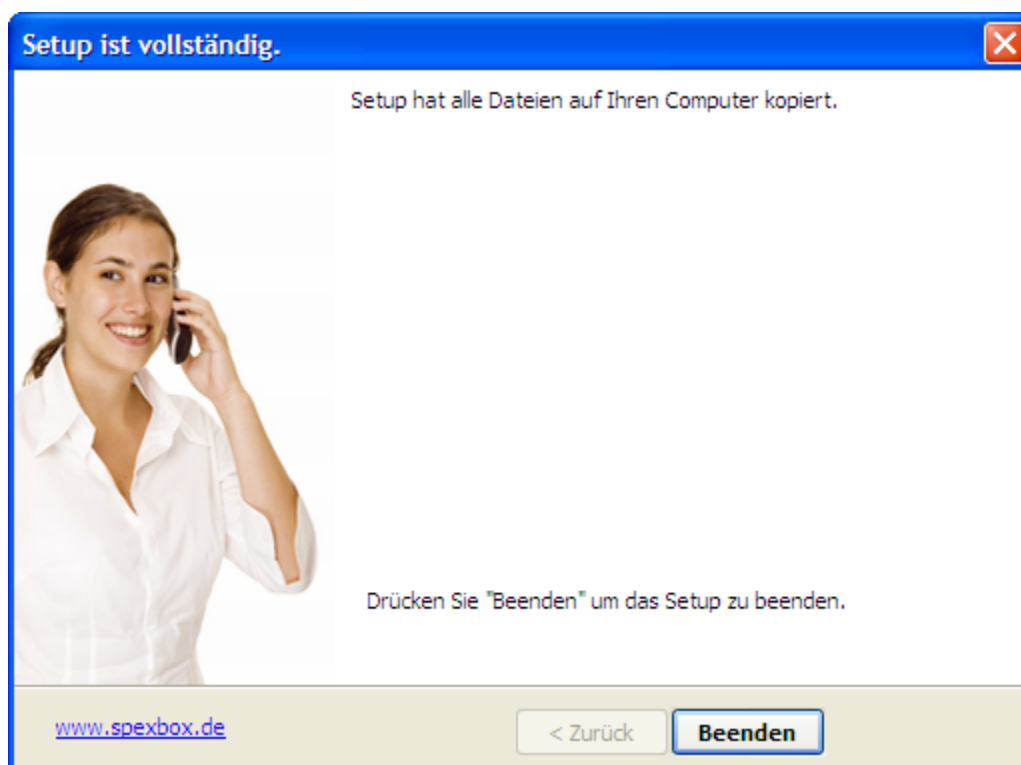 Setup ist vollständig.
Setup hat alle Dateien auf Ihren Computer kopiert.
Drücken Sie "Beenden" um das Setup zu beenden.
www.spexbox.de
< Zurück
Beenden